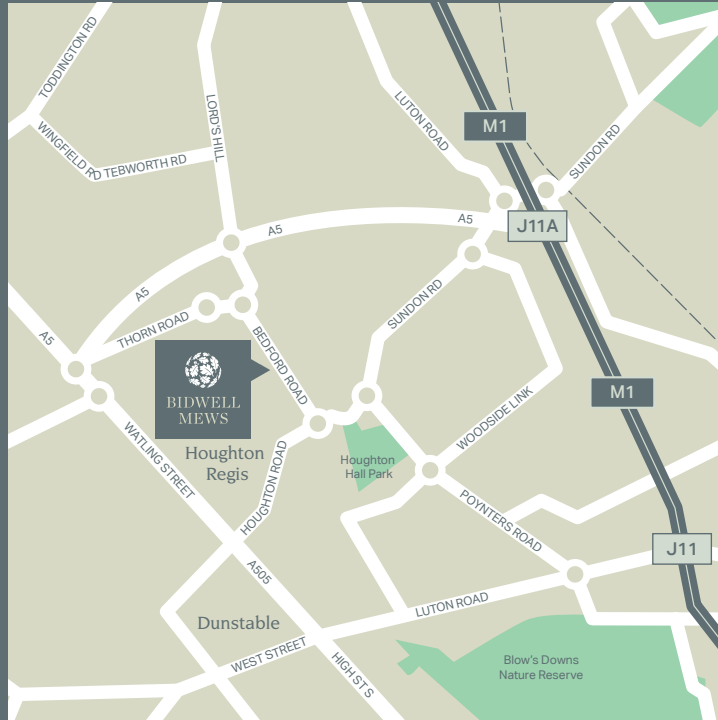 TODDINGTON RD
LORD'S HILL
LUTON ROAD
M1
SUNDON RD
WINGFIELD RD
TEBWORTH RD
A5
A5
J11A
A5
SUNDON RD
THORN ROAD
A5
BEDFORD ROAD
BIDWELL
MEWS
M1
WOODSIDE LINK
WATLING STREET
Houghton
Regis
HOUGHTON ROAD
Houghton
Hall Park
POYNTERS ROAD
J11
A505
LUTON ROAD
Dunstable
WEST STREET
HIGH ST S
Blow's Downs
Nature Reserve